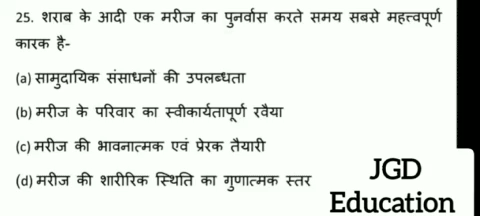 25. शराब के आदी एक मरीज का पुनर्वास करते समय सबसे महत्त्वपूर्ण
कारक है-
(a) सामुदायिक संसाधनों की उपलब्धता
(b) मरीज के परिवार का स्वीकार्यतापूर्ण रवैया
(c) मरीज की भावनात्मक एवं प्रेरक तैयारी
(d) मरीज की शारीरिक स्थिति का गुणात्मक स्तर
JGD
Education